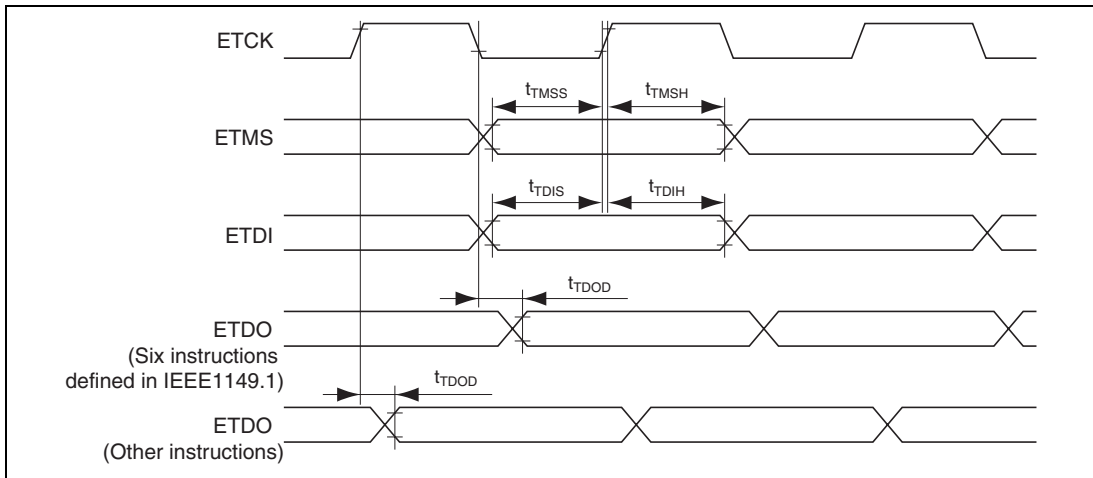 ETCK
tTMSS
tTMSH
ETMS
tTDIS
tTDIH
ETDI
tTDOD
ETDO
(Six instructions
defined in IEEE1149.1)
tTDOD
ETDO
(Other instructions)